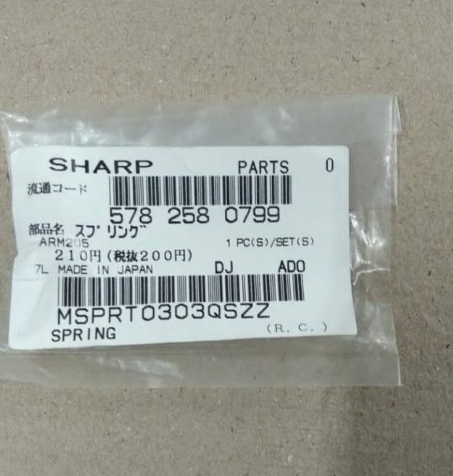 SHARP PARTS 0
流通コード
578 258 0799
部品名 スプリング
ARM205 1 PC(S)/SET(S)
210円(税抜200円)
7L MADE IN JAPAN DJ ADO
MSPRT0303QSZZ
SPRING (R. C.)